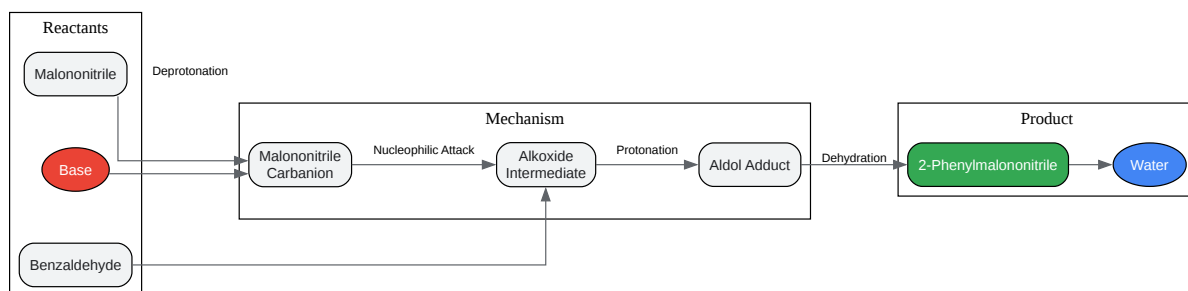 Reactants
Malononitrile
Deprotonation
Base
Benzaldehyde
Mechanism
Malononitrile
Carbanion
Nucleophilic Attack
Alkoxide
Intermediate
Protonation
Aldol Adduct
Dehydration
Product
2-Phenylmalononitrile
Water